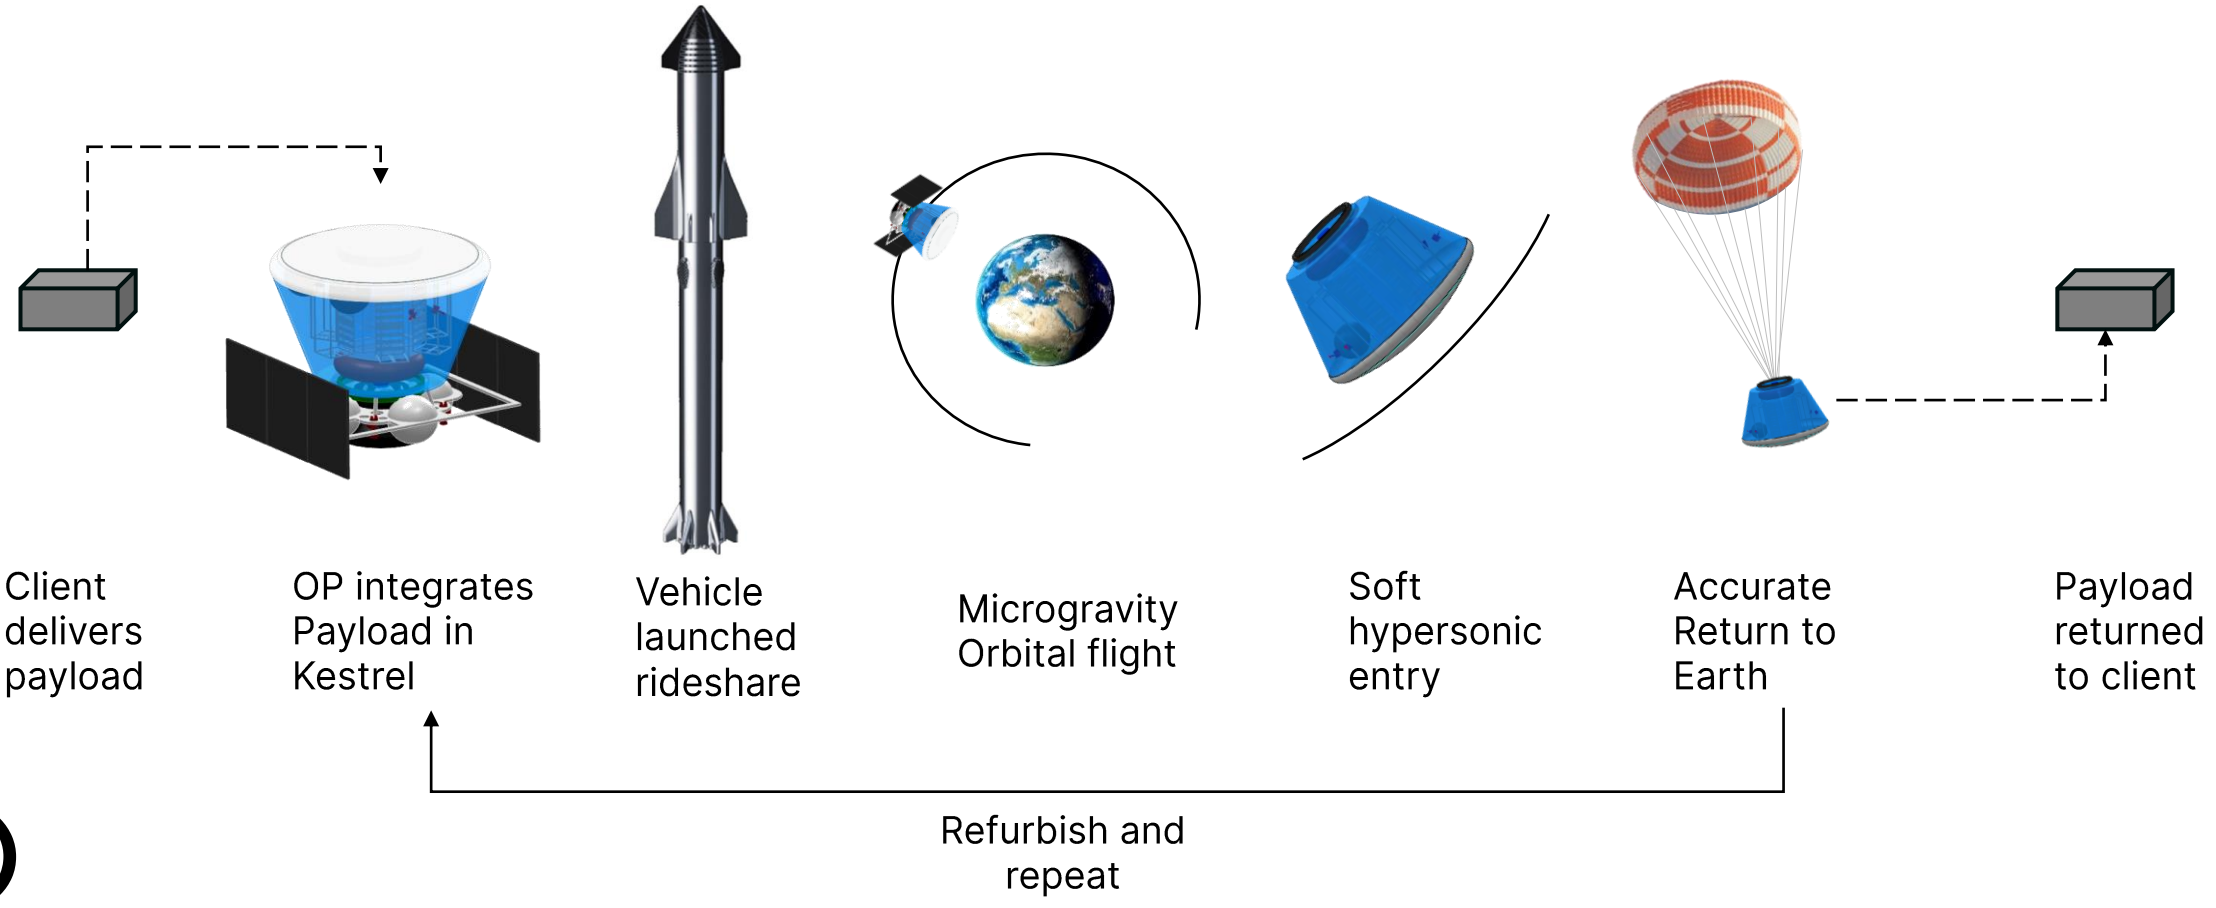 Client
delivers
payload
OP integrates
Payload in
Kestrel
Vehicle
launched
rideshare
Microgravity
Orbital flight
Soft
hypersonic
entry
Accurate
Return to
Earth
Payload
returned
to client
Refurbish and
repeat